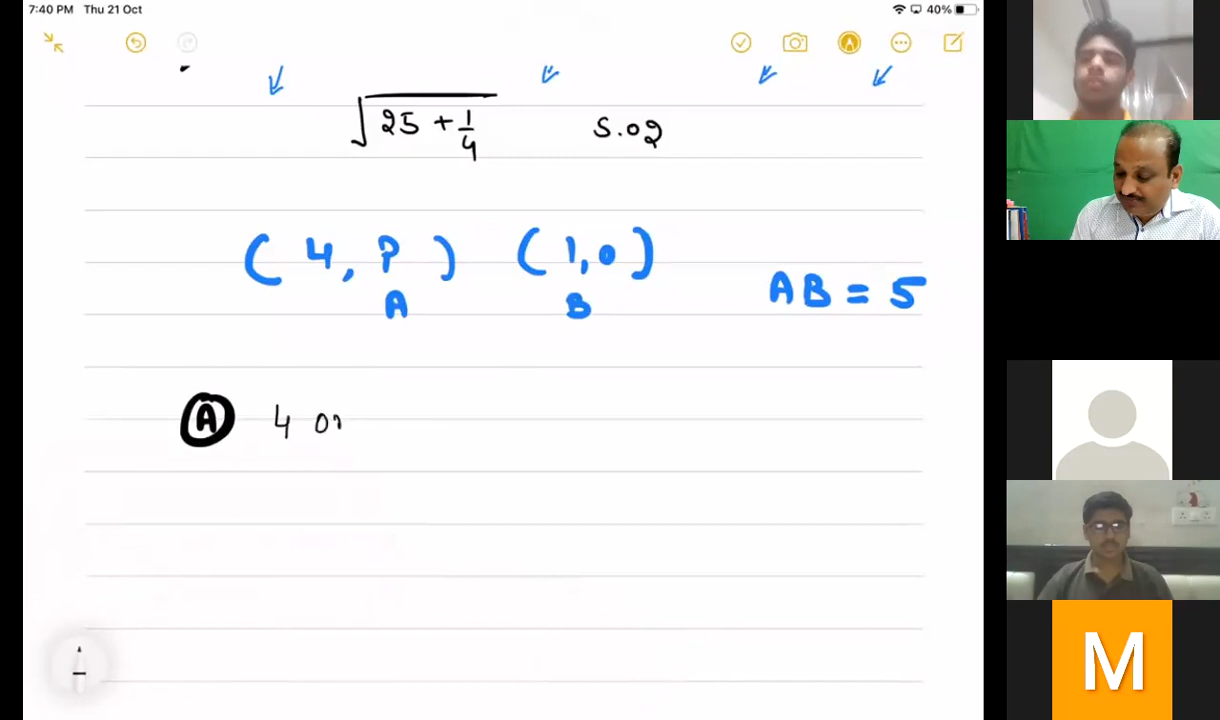 7:40 PM Thu 21 Oct 40%
√(25 + 1/4) 5.02
( 4, P ) ( 1, 0 )
A B AB = 5
A 4 or
M